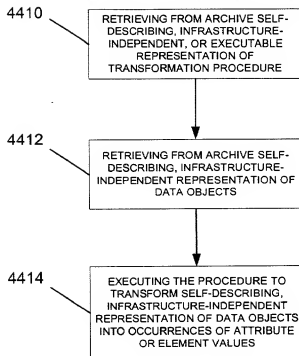 4410
RETRIEVING FROM ARCHIVE SELF-
DESCRIBING, INFRASTRUCTURE-
INDEPENDENT, OR EXECUTABLE
REPRESENTATION OF
TRANSFORMATION PROCEDURE
4412
RETRIEVING FROM ARCHIVE SELF-
DESCRIBING, INFRASTRUCTURE-
INDEPENDENT REPRESENTATION OF
DATA OBJECTS
4414
EXECUTING THE PROCEDURE TO
TRANSFORM SELF-DESCRIBING,
INFRASTRUCTURE-INDEPENDENT
REPRESENTATION OF DATA OBJECTS
INTO OCCURRENCES OF ATTRIBUTE
OR ELEMENT VALUES